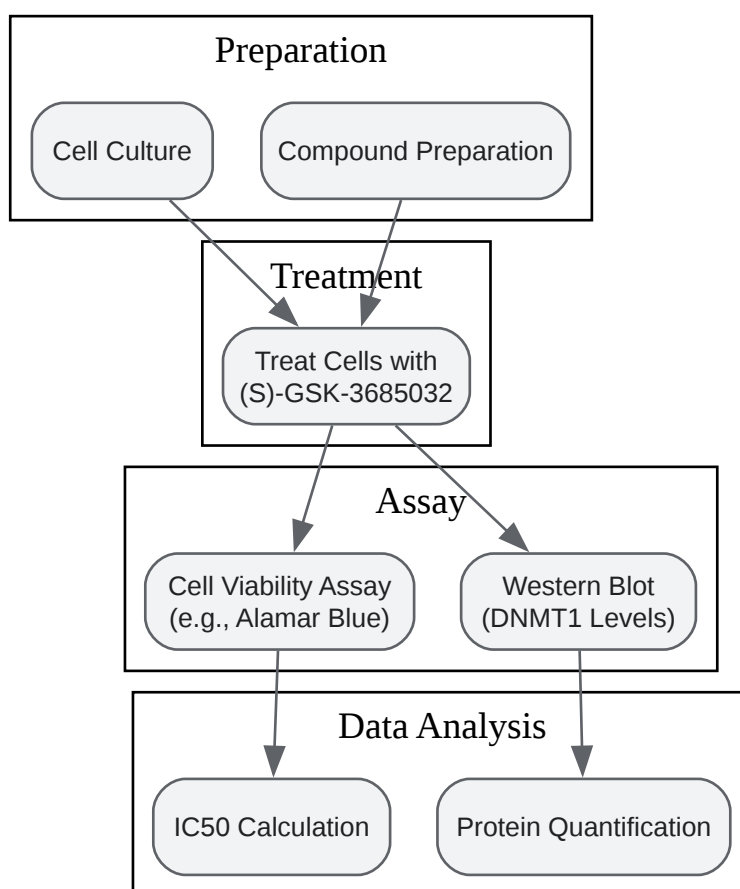 Preparation
Cell Culture
Compound Preparation
Treatment
Treat Cells with
(S)-GSK-3685032
Assay
Cell Viability Assay
(e.g., Alamar Blue)
Western Blot
(DNMT1 Levels)
Data Analysis
IC50 Calculation
Protein Quantification